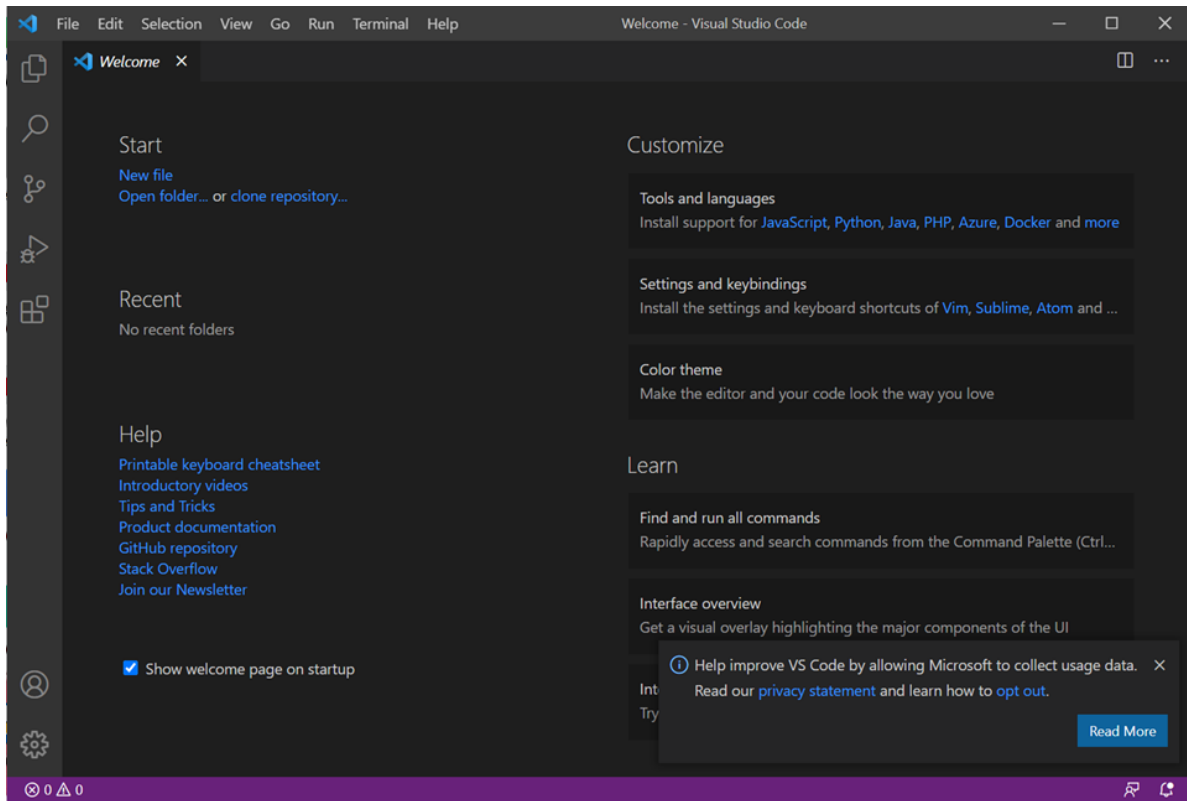 File Edit Selection View Go Run Terminal Help Welcome - Visual Studio Code
Welcome
Start
New file
Open folder... or clone repository...
Recent
No recent folders
Help
Printable keyboard cheatsheet
Introductory videos
Tips and Tricks
Product documentation
GitHub repository
Stack Overflow
Join our Newsletter
Show welcome page on startup
Customize
Tools and languages
Install support for JavaScript, Python, Java, PHP, Azure, Docker and more
Settings and keybindings
Install the settings and keyboard shortcuts of Vim, Sublime, Atom and ...
Color theme
Make the editor and your code look the way you love
Learn
Find and run all commands
Rapidly access and search commands from the Command Palette (Ctrl...
Interface overview
Get a visual overlay highlighting the major components of the UI
Int
Try
Help improve VS Code by allowing Microsoft to collect usage data.
Read our privacy statement and learn how to opt out.
Read More
0 0